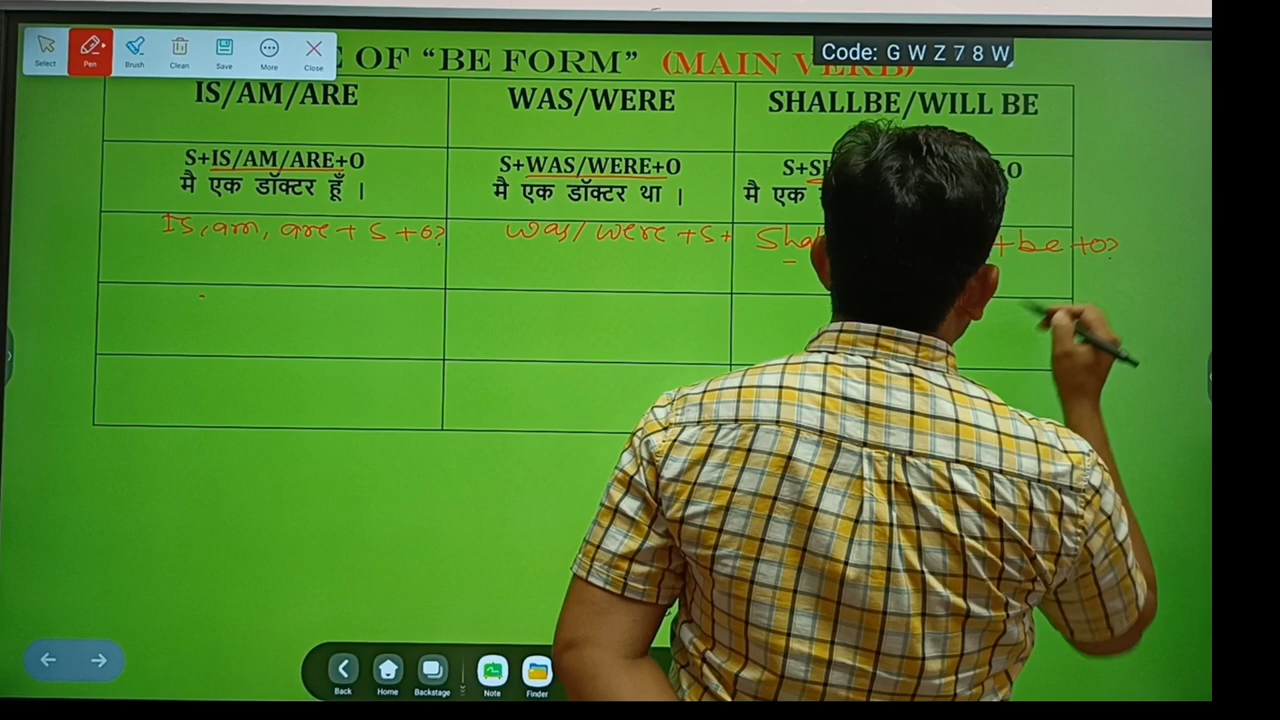 Select Pen Brush Clean Save More Close
OF “BE FORM” (MAIN VERB)
Code: G W Z 7 8 W
IS/AM/ARE WAS/WERE SHALLBE/WILL BE
S+IS/AM/ARE+O S+WAS/WERE+O
मै एक डॉक्टर हूँ । मै एक डॉक्टर था । मै एक
Is, am, are + S + O? was/were + S + +be +O?
Back Home Backstage Note Finder